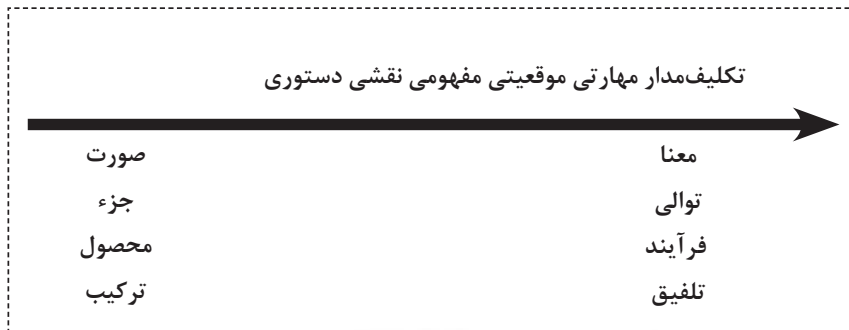 تکلیف‌مدار مهارتی موقعیتی مفهومی نقشی دستوری
معنا صورت
توالی جزء
فرآیند محصول
تلفیق ترکیب